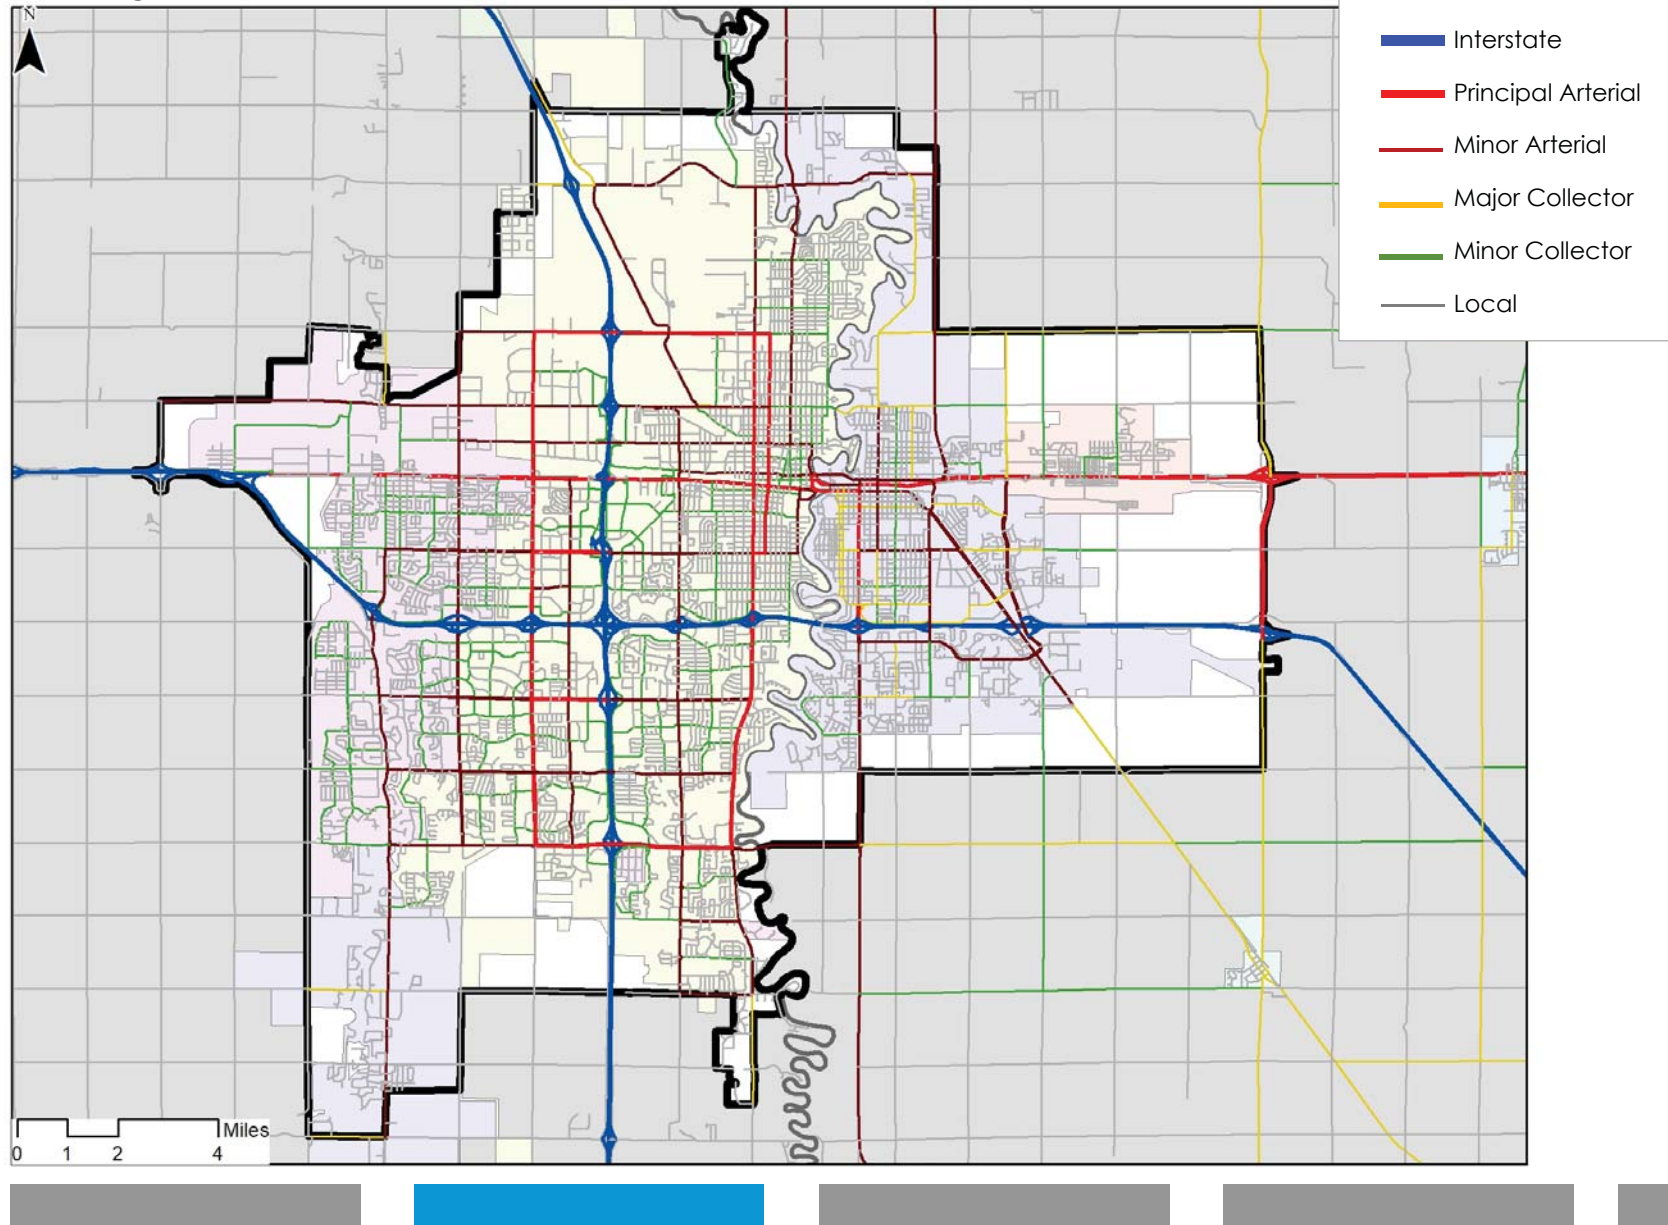 N
Interstate
Principal Arterial
Minor Arterial
Major Collector
Minor Collector
Local
Miles
0 1 2 4